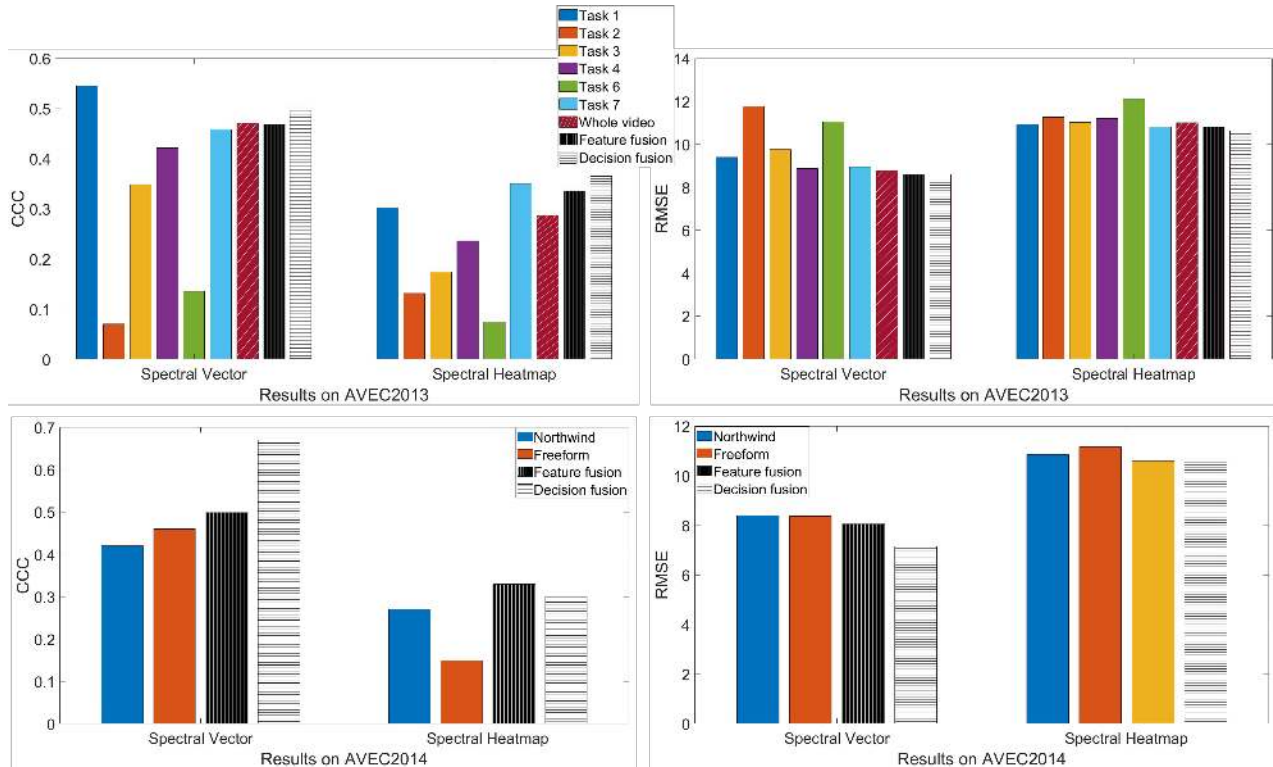 Task 1
Task 2
Task 3
Task 4
Task 6
Task 7
Whole video
Feature fusion
Decision fusion
0.6
0.5
0.4
0.3
0.2
0.1
0
CCC
Spectral Vector
Spectral Heatmap
Results on AVEC2013
14
12
10
8
6
4
2
0
RMSE
Spectral Vector
Spectral Heatmap
Results on AVEC2013
0.7
0.6
0.5
0.4
0.3
0.2
0.1
0
CCC
Northwind
Freeform
Feature fusion
Decision fusion
Spectral Vector
Spectral Heatmap
Results on AVEC2014
12
10
8
6
4
2
0
RMSE
Northwind
Freeform
Feature fusion
Decision fusion
Spectral Vector
Spectral Heatmap
Results on AVEC2014